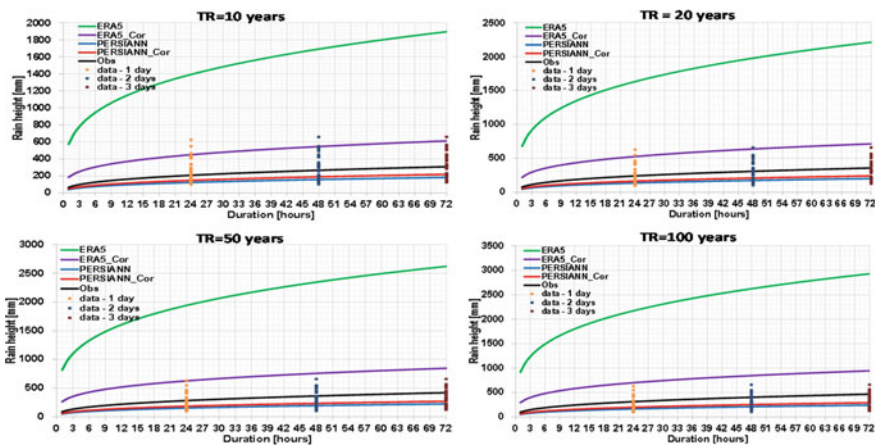 TR=10 years
2000
1800
1600
1400
1200
1000
800
600
400
200
0
Rain height [mm]
ERA5
ERA5_Cor
PERSIANN
PERSIANN_Cor
Obs
data - 1 day
data - 2 days
data - 3 days
0 3 6 9 12 15 18 21 24 27 30 33 36 39 42 45 48 51 54 57 60 63 66 69 72
Duration [hours]
TR = 20 years
2500
2000
1500
1000
500
0
Rain height [mm]
ERA5
ERA5_Cor
PERSIANN
PERSIANN_Cor
Obs
data - 1 day
data - 2 days
data - 3 days
0 3 6 9 12 15 18 21 24 27 30 33 36 39 42 45 48 51 54 57 60 63 66 69 72
Duration [hours]
TR=50 years
3000
2500
2000
1500
1000
500
0
Rain height [mm]
ERA5
ERA5_Cor
PERSIANN
PERSIANN_Cor
Obs
data - 1 day
data - 2 days
data - 3 days
0 3 6 9 12 15 18 21 24 27 30 33 36 39 42 45 48 51 54 57 60 63 66 69 72
Duration [hours]
TR=100 years
3500
3000
2500
2000
1500
1000
500
0
Rain height [mm]
ERA5
ERA5_Cor
PERSIANN
PERSIANN_Cor
Obs
data - 1 day
data - 2 days
data - 3 days
0 3 6 9 12 15 18 21 24 27 30 33 36 39 42 45 48 51 54 57 60 63 66 69 72
Duration [hours]